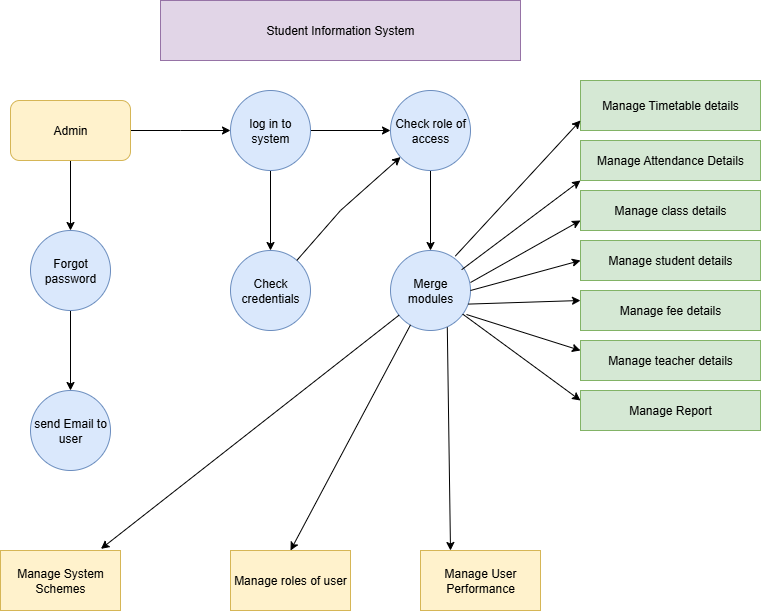 Student Information System
Admin
log in to
system
Check role of
access
Manage Timetable details
Manage Attendance Details
Manage class details
Manage student details
Manage fee details
Manage teacher details
Manage Report
Forgot
password
Check
credentials
Merge
modules
send Email to
user
Manage System
Schemes
Manage roles of user
Manage User
Performance